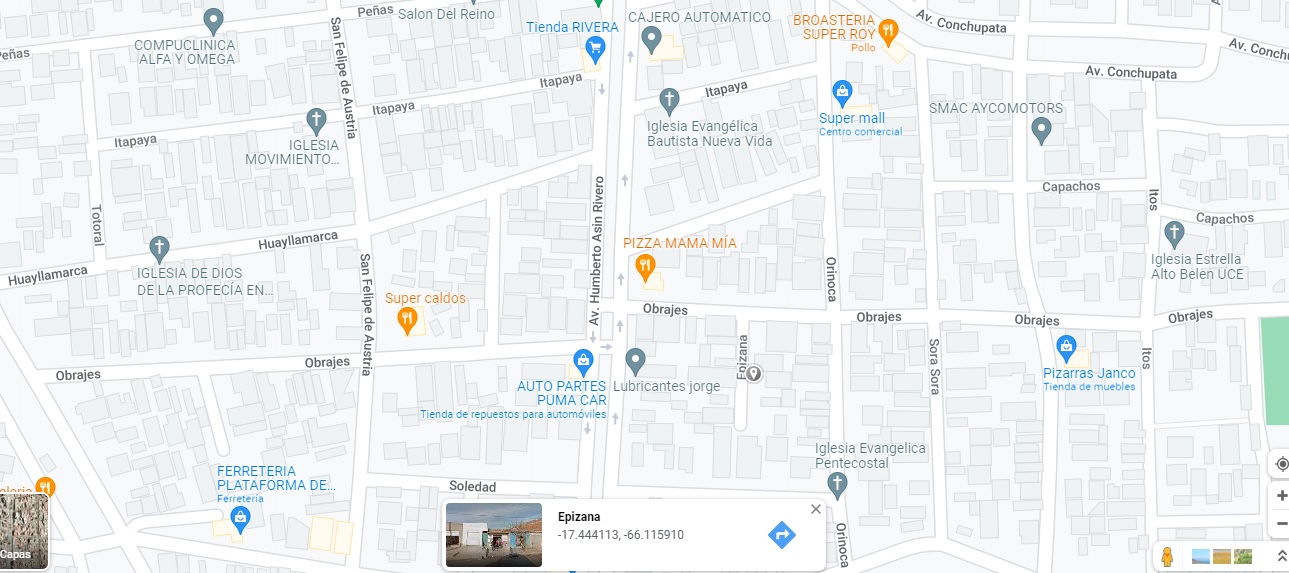 Peñas
Salon Del Reino
CAJERO AUTOMATICO
Tienda RIVERA
BROASTERIA
SUPER ROY
Pollo
Av. Conchupata
COMPUCLINICA
ALFA Y OMEGA
Peñas
San Felipe de Austria
Av. Conchu
Av. Conchupata
Itapaya
Itapaya
Itapaya
Itapaya
Super mall
Centro comercial
SMAC AYCOMOTORS
Iglesia Evangélica
Bautista Nueva Vida
IGLESIA
MOVIMIENTO...
Capachos
Itos
Totoral
Av. Humberto Asin Rivero
Capachos
Huayllamarca
PIZZA MAMA MÍA
Iglesia Estrella
Alto Belen UCE
Huayllamarca
IGLESIA DE DIOS
DE LA PROFECÍA EN...
San Felipe de Austria
Orinoca
Super caldos
Obrajes
Obrajes
Obrajes
Obrajes
Obrajes
Obrajes
Epizana
Sora Sora
Itos
Pizarras Janco
Tienda de muebles
AUTO PARTES
PUMA CAR
Tienda de repuestos para automóviles
Lubricantes jorge
Iglesia Evangelica
Pentecostal
FERRETERIA
PLATAFORMA DE...
Ferretería
Soledad
Epizana
-17.444113, -66.115910
Orinoca
Capas